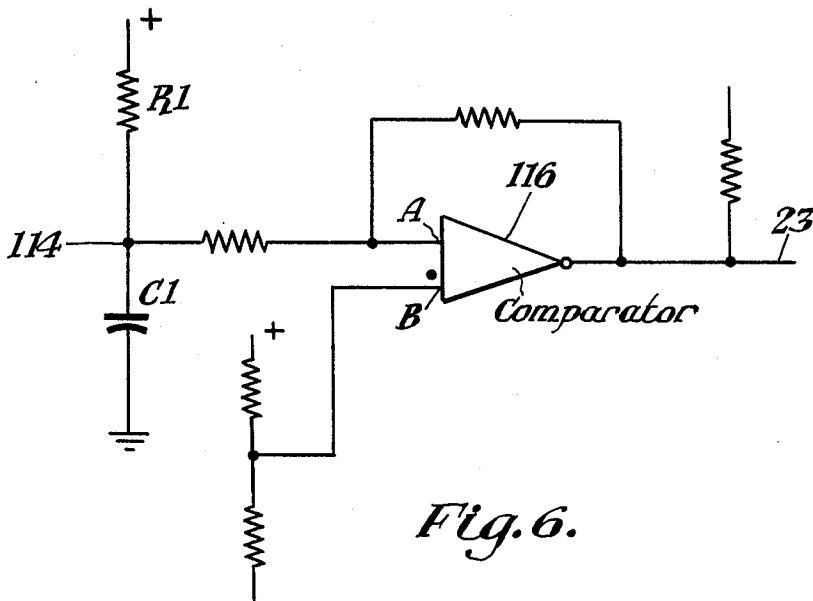 +
R1
116
A
114
23
C1
B
Comparator
+
Fig. 6.